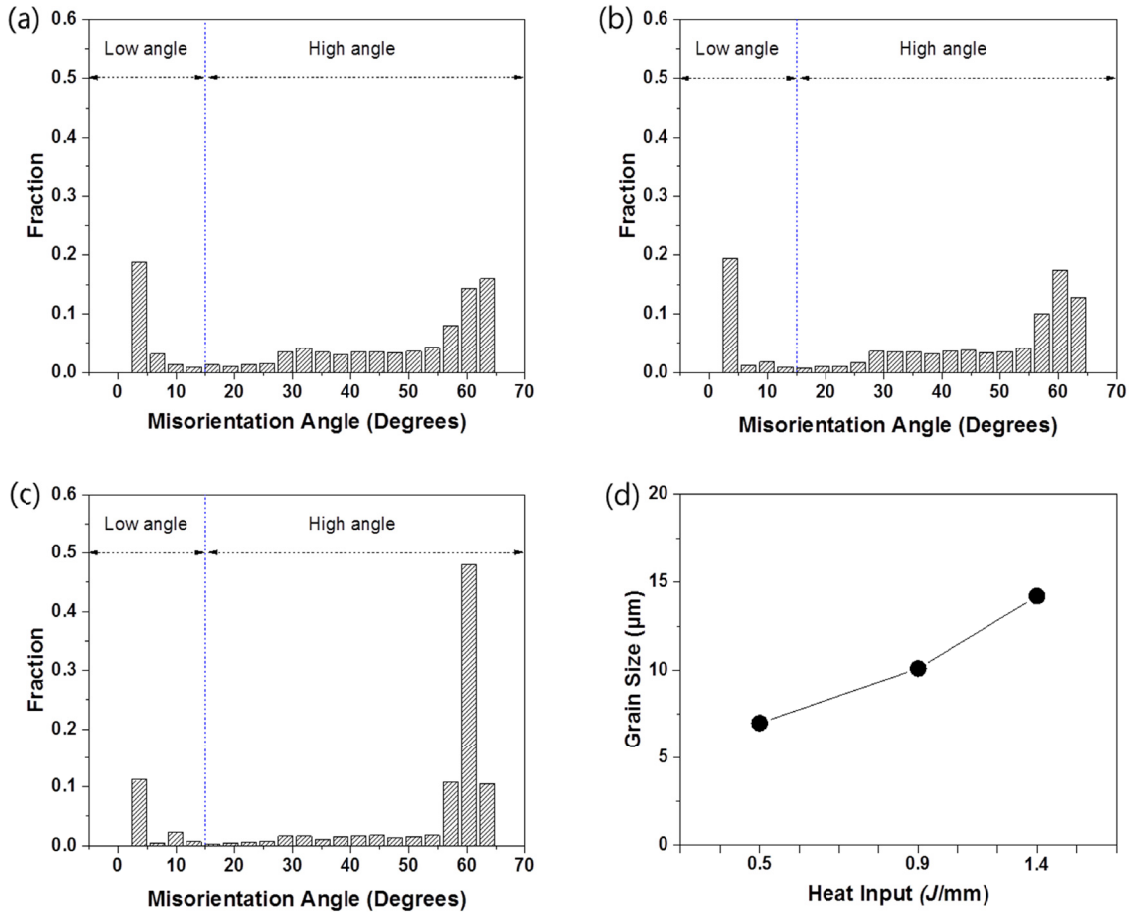 (a)
0.6
Low angle
High angle
0.5
0.4
0.3
0.2
0.1
0.0
Fraction
0 10 20 30 40 50 60 70
Misorientation Angle (Degrees)
(b)
0.6
Low angle
High angle
0.5
0.4
0.3
0.2
0.1
0.0
Fraction
0 10 20 30 40 50 60 70
Misorientation Angle (Degrees)
(c)
0.6
Low angle
High angle
0.5
0.4
0.3
0.2
0.1
0.0
Fraction
0 10 20 30 40 50 60 70
Misorientation Angle (Degrees)
(d)
20
15
10
5
0
Grain Size (μm)
0.5 0.9 1.4
Heat Input (J/mm)